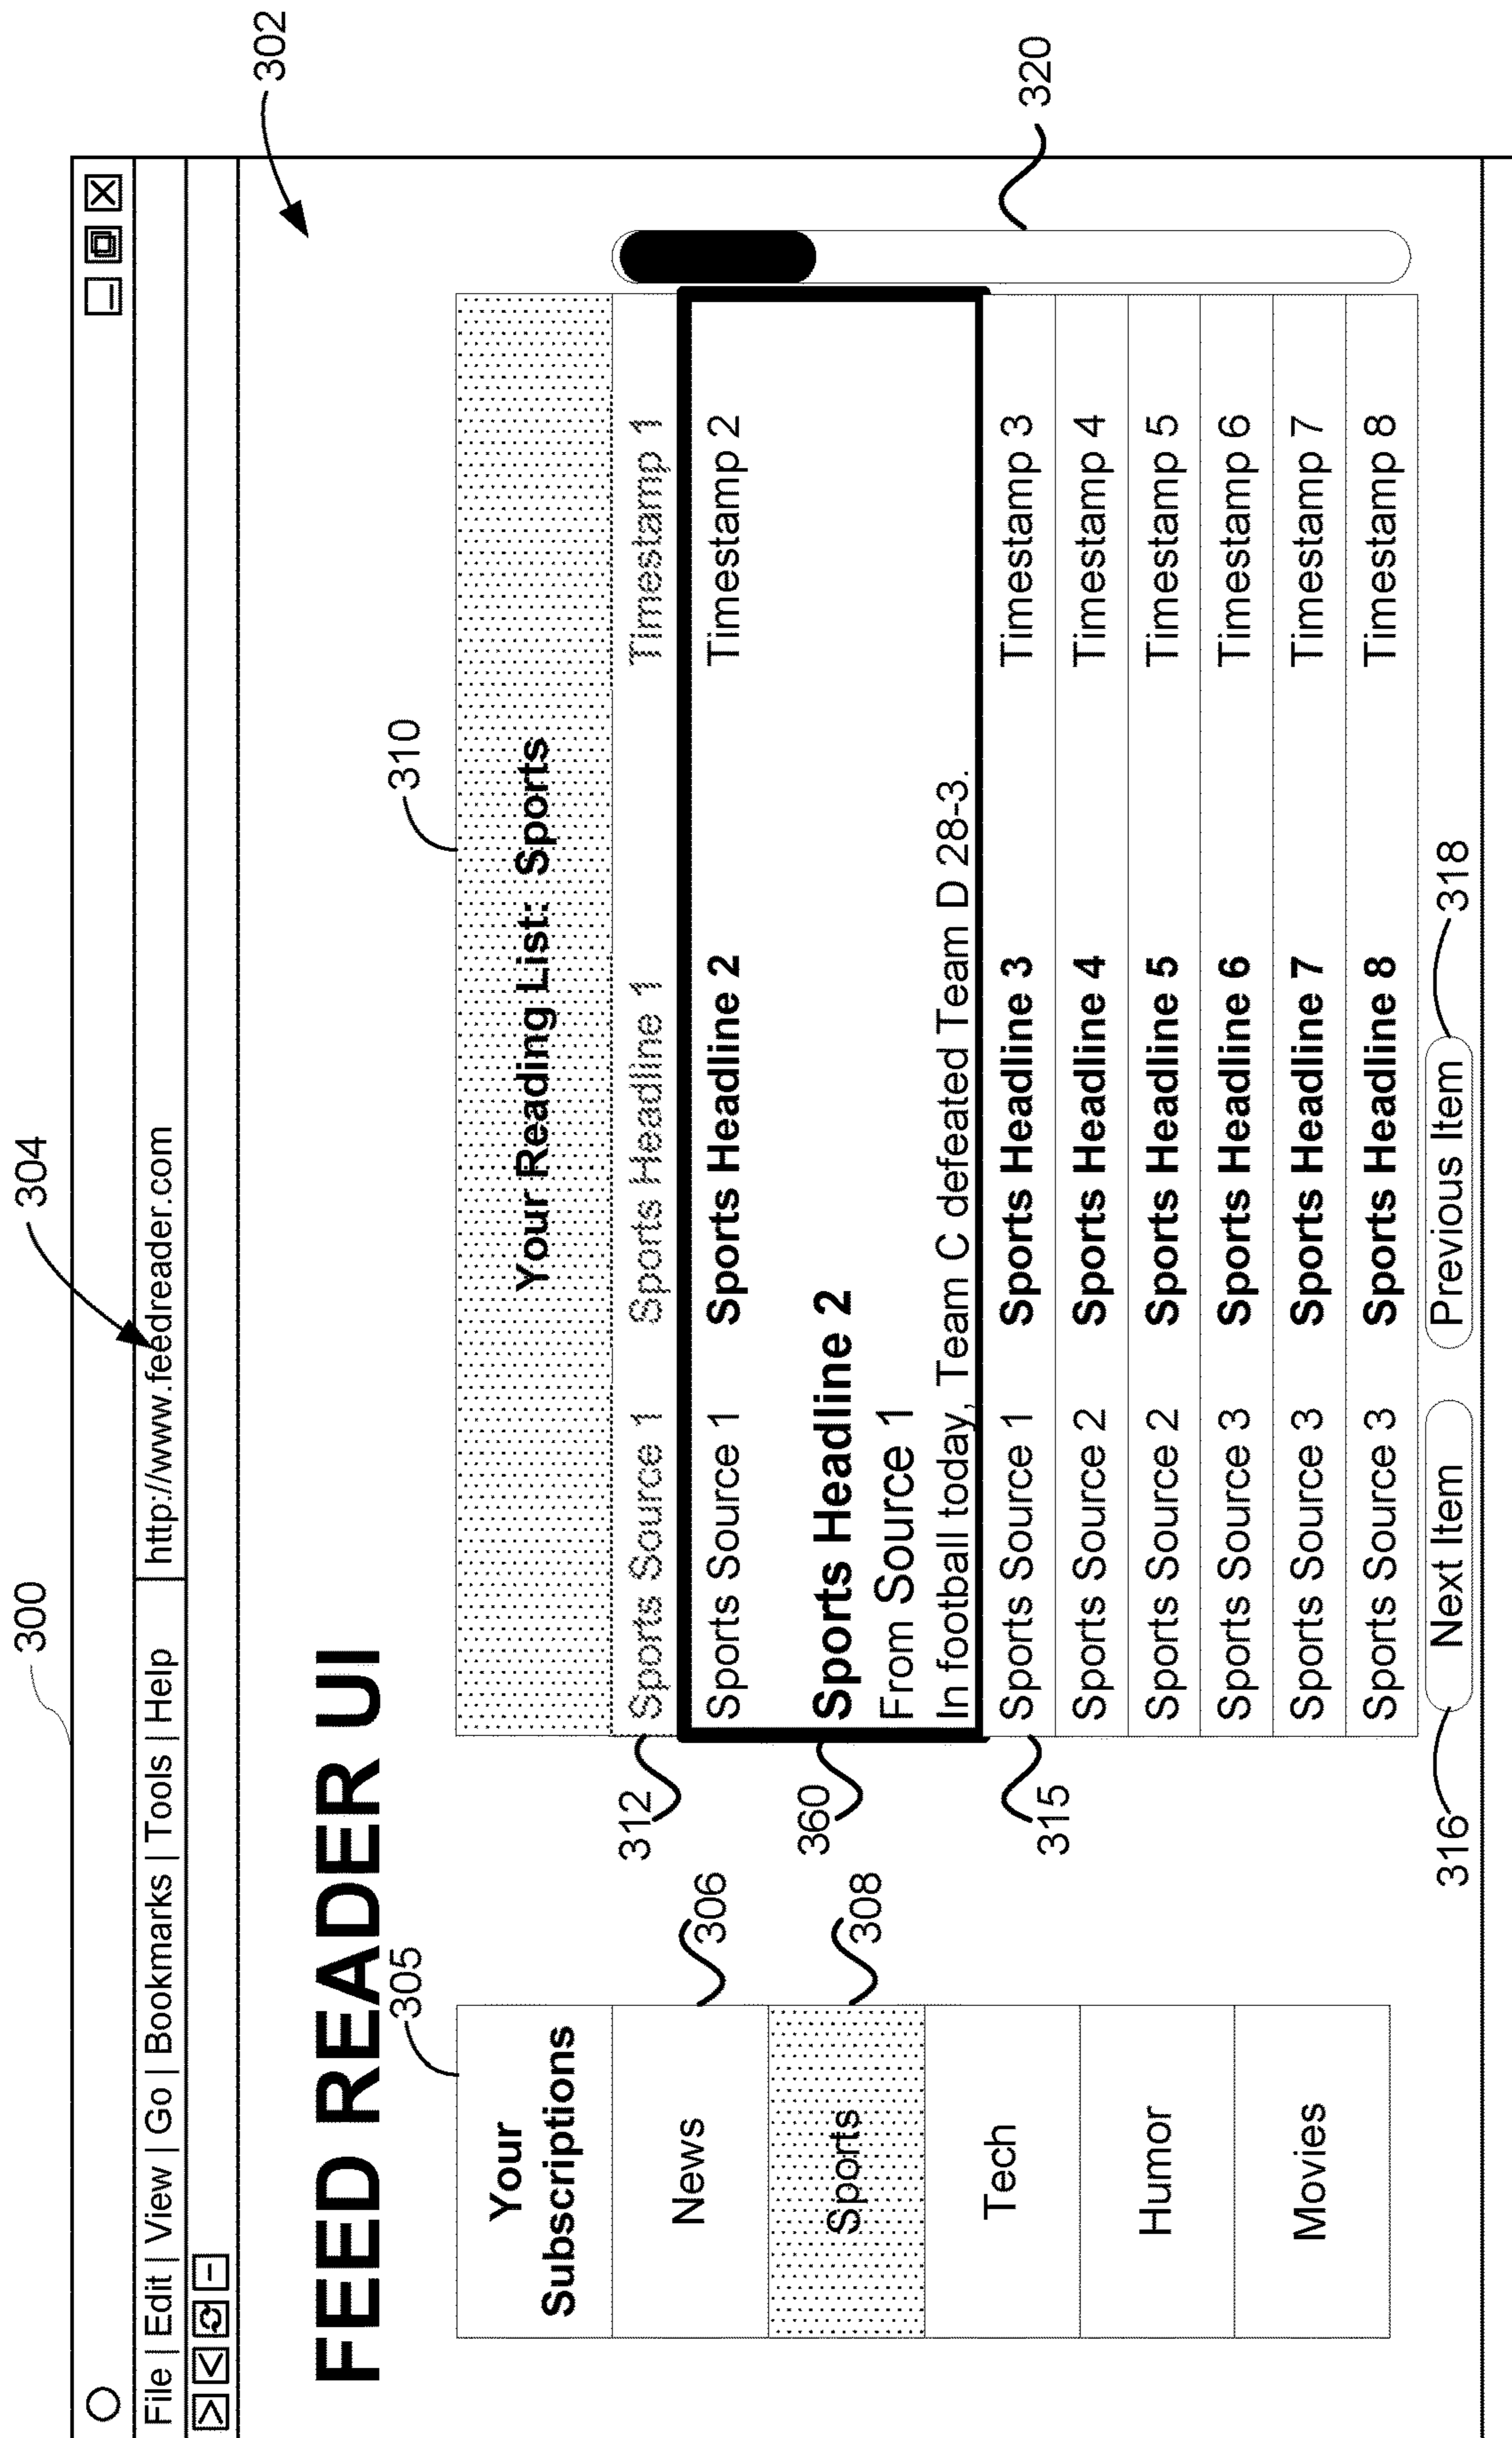 300
304
302
File | Edit | View | Go | Bookmarks | Tools | Help
http://www.feedreader.com
FEED READER UI
305
310
Your
Subscriptions
News
Sports
Tech
Humor
Movies
306
308
Your Reading List: Sports
312
Sports Source 1 Sports Headline 1 Timestamp 1
Sports Source 1 Sports Headline 2 Timestamp 2
360
Sports Headline 2
From Source 1
In football today, Team C defeated Team D 28-3.
315
Sports Source 1 Sports Headline 3 Timestamp 3
Sports Source 2 Sports Headline 4 Timestamp 4
Sports Source 2 Sports Headline 5 Timestamp 5
Sports Source 3 Sports Headline 6 Timestamp 6
Sports Source 3 Sports Headline 7 Timestamp 7
Sports Source 3 Sports Headline 8 Timestamp 8
320
316
Next Item
Previous Item
318